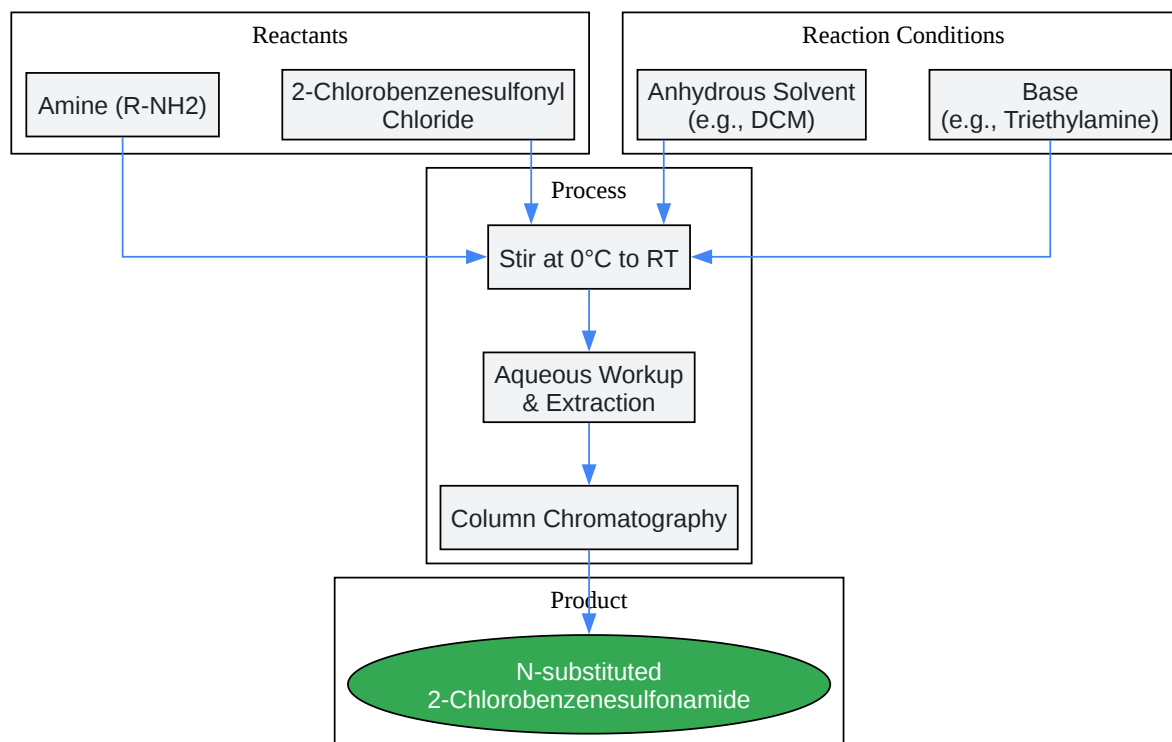 Reactants
Reaction Conditions
Amine (R-NH2)
2-Chlorobenzenesulfonyl
Chloride
Anhydrous Solvent
(e.g., DCM)
Base
(e.g., Triethylamine)
Process
Stir at 0°C to RT
Aqueous Workup
& Extraction
Column Chromatography
Product
N-substituted
2-Chlorobenzenesulfonamide